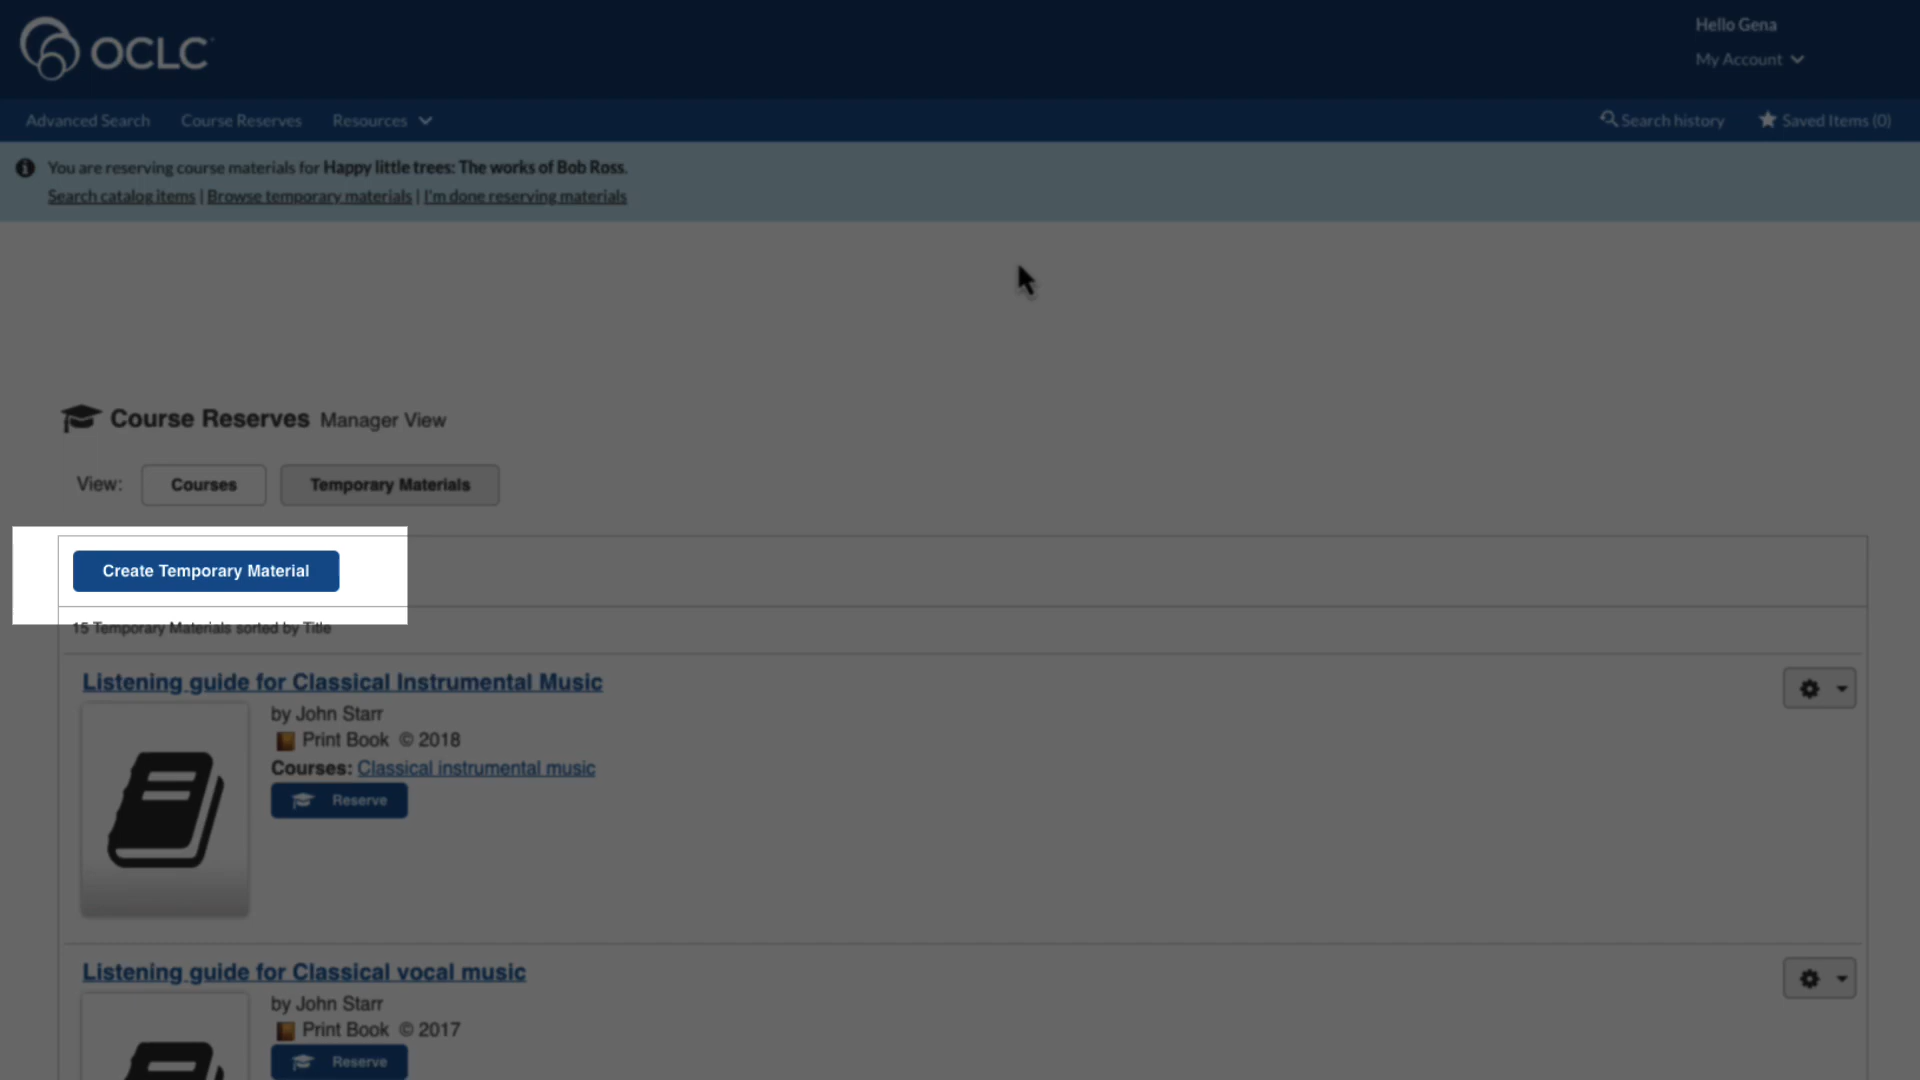 OCLC
Hello Gena
My Account
Advanced Search Course Reserves Resources Search history Saved Items (0)
You are reserving course materials for Happy little trees: The works of Bob Ross.
Search catalog items | Browse temporary materials | I'm done reserving materials
Course Reserves Manager View
View: Courses Temporary Materials
Create Temporary Material
15 Temporary Materials sorted by Title
Listening guide for Classical Instrumental Music
by John Starr
Print Book © 2018
Courses: Classical instrumental music
Reserve
Listening guide for Classical vocal music
by John Starr
Print Book © 2017
Reserve